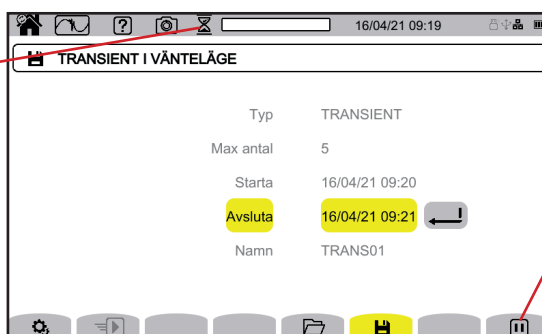 16/04/21 09:19
TRANSIENT I VÄNTELÄGE
Typ TRANSIENT
Max antal 5
Starta 16/04/21 09:20
Avsluta 16/04/21 09:21
Namn TRANS01